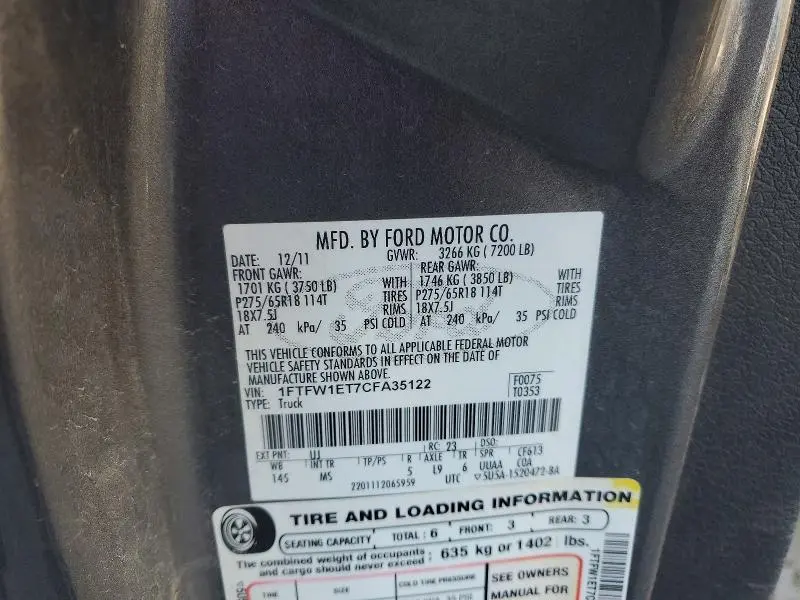 MFD. BY FORD MOTOR CO.
DATE: 12/11 GVWR: 3266 KG ( 7200 LB)
FRONT GAWR: REAR GAWR:
1701 KG ( 3750 LB) WITH 1746 KG ( 3850 LB) WITH
P275/65R18 114T TIRES P275/65R18 114T TIRES
18X7.5J RIMS 18X7.5J RIMS
AT 240 kPa/ 35 PSI COLD AT 240 kPa/ 35 PSI COLD
THIS VEHICLE CONFORMS TO ALL APPLICABLE FEDERAL MOTOR
VEHICLE SAFETY STANDARDS IN EFFECT ON THE DATE OF
MANUFACTURE SHOWN ABOVE.
VIN: 1FTFW1ET7CFA35122 F0075
TYPE: Truck T0353
EXT PNT: UJ RC: 23 DSO:
WB INT TR TP/PS R AXLE TR SPR CF613
145 MS 5 L9 6 UUAA COA
2201112065959 UTC 5U5A-1520472-BA
TIRE AND LOADING INFORMATION
SEATING CAPACITY TOTAL: 6 FRONT: 3 REAR: 3
The combined weight of occupants and cargo should never exceed: 635 kg or 1402 lbs.
TIRE SIZE COLD TIRE PRESSURE SEE OWNERS
MANUAL FOR